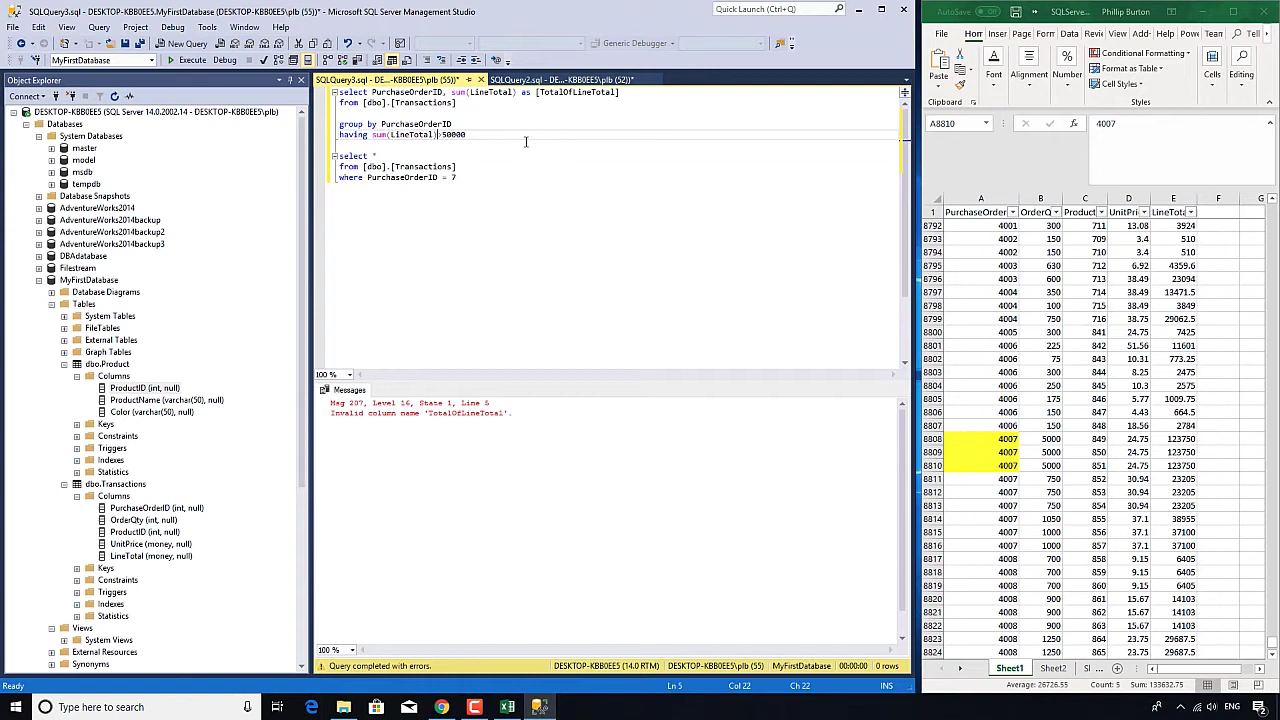 SQLQuery3.sql - DESKTOP-KBB0EE5.MyFirstDatabase (DESKTOP-KBB0EE5\plb (55))* - Microsoft SQL Server Management Studio
Quick Launch (Ctrl+Q)
File Edit View Query Project Debug Tools Window Help
New Query
Generic Debugger
MyFirstDatabase
Execute Debug
Object Explorer
Connect
DESKTOP-KBB0EE5 (SQL Server 14.0.2002.14 - DESKTOP-KBB0EE5\plb)
Databases
System Databases
master
model
msdb
tempdb
Database Snapshots
AdventureWorks2014
AdventureWorks2014backup
AdventureWorks2014backup2
AdventureWorks2014backup3
DBAdatabase
Filestream
MyFirstDatabase
Database Diagrams
Tables
System Tables
FileTables
External Tables
Graph Tables
dbo.Product
Columns
ProductID (int, null)
ProductName (varchar(50), null)
Color (varchar(50), null)
Keys
Constraints
Triggers
Indexes
Statistics
dbo.Transactions
Columns
PurchaseOrderID (int, null)
OrderQty (int, null)
ProductID (int, null)
UnitPrice (money, null)
LineTotal (money, null)
Keys
Constraints
Triggers
Indexes
Statistics
Views
System Views
External Resources
Synonyms
SQLQuery3.sql - DE...-KBB0EE5\plb (55))*
SQLQuery2.sql - DE...-KBB0EE5\plb (52))*
select PurchaseOrderID, sum(LineTotal) as [TotalOfLineTotal]
from [dbo].[Transactions]
group by PurchaseOrderID
having sum(LineTotal)>50000
select *
from [dbo].[Transactions]
where PurchaseOrderID = 7
100 %
Messages
Msg 207, Level 16, State 1, Line 5
Invalid column name 'TotalOfLineTotal'.
100 %
Query completed with errors.
DESKTOP-KBB0EE5 (14.0 RTM)
DESKTOP-KBB0EE5\plb (55)
MyFirstDatabase
00:00:00
0 rows
Ready
Ln 5
Col 22
Ch 22
INS
AutoSave Off
SQLServe...
Phillip Burton
File Hom Inser Page Form Data Revi View Add- Help Powe Team Tell
Paste
Font
Alignment
Number
Conditional Formatting
Format as Table
Cell Styles
Cells
Editing
Clipboard
Styles
A8810
4007
A B C D E F G
1 PurchaseOrder OrderQ Product UnitPri LineTota
8792 4001 300 711 13.08 3924
8793 4002 150 709 3.4 510
8794 4002 150 710 3.4 510
8795 4003 630 712 6.92 4359.6
8796 4003 600 713 38.49 23094
8797 4004 350 714 38.49 13471.5
8798 4004 100 715 38.49 3849
8799 4004 750 716 38.75 29062.5
8800 4005 300 841 24.75 7425
8801 4006 225 842 51.56 11601
8802 4006 75 843 10.31 773.25
8803 4006 300 844 8.25 2475
8804 4006 250 845 10.3 2575
8805 4006 175 846 5.77 1009.75
8806 4006 150 847 4.43 664.5
8807 4006 150 848 18.56 2784
8808 4007 5000 849 24.75 123750
8809 4007 5000 850 24.75 123750
8810 4007 5000 851 24.75 123750
8811 4007 750 852 30.94 23205
8812 4007 750 853 30.94 23205
8813 4007 750 854 30.94 23205
8814 4007 1050 855 37.1 38955
8815 4007 1000 856 37.1 37100
8816 4007 1000 857 37.1 37100
8817 4008 700 858 9.15 6405
8818 4008 700 859 9.15 6405
8819 4008 700 860 9.15 6405
8820 4008 900 861 15.67 14103
8821 4008 900 862 15.67 14103
8822 4008 900 863 15.67 14103
8823 4008 1250 864 23.75 29687.5
8824 4008 1250 865 23.75 29687.5
Sheet1 Sheet2 Sl ...
Average: 26726.55 Count: 5 Sum: 133632.75
Type here to search
ENG